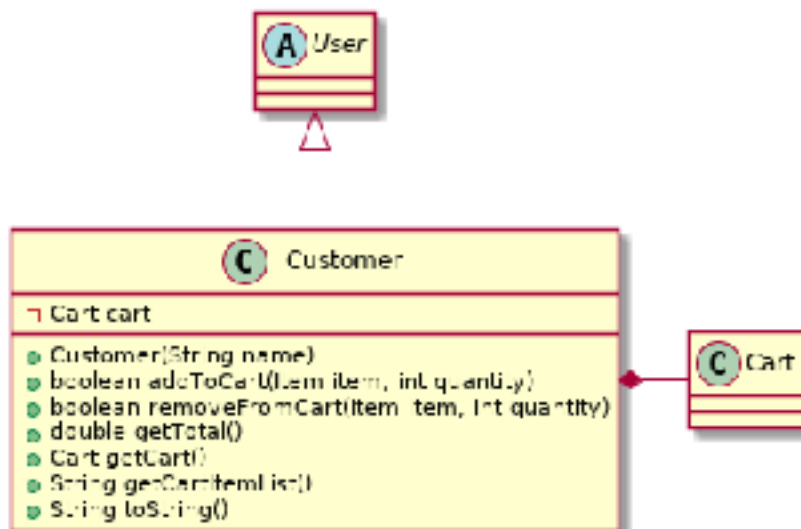 A User
C Customer
Cart cart
Customer(String name)
boolean addToCart(Item item, int quantity)
boolean removeFromCart(Item item, int quantity)
double getTotal()
Cart getCart()
String getCartItemList()
String toString()
C Cart